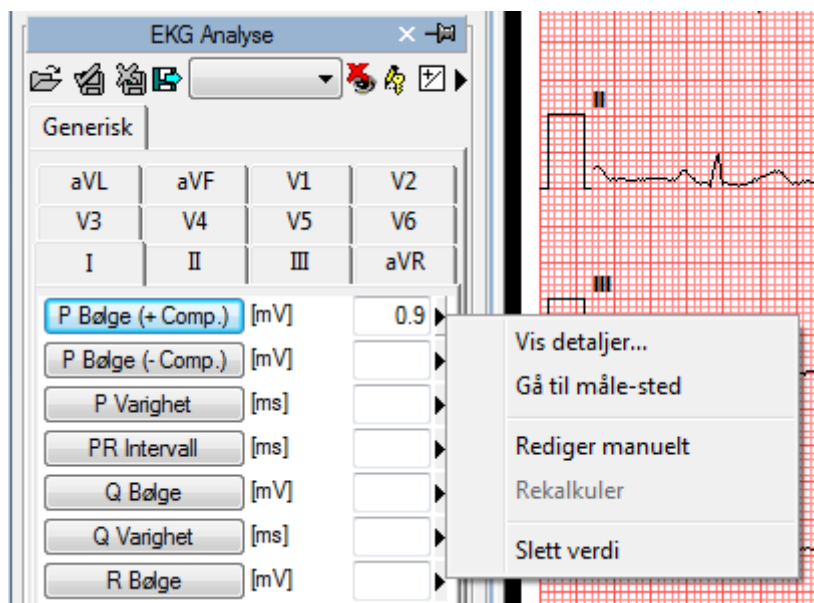 EKG Analyse
Generisk
aVL aVF V1 V2
V3 V4 V5 V6
I II III aVR
P Bølge (+ Comp.) [mV] 0.9
P Bølge (- Comp.) [mV]
P Varighet [ms]
PR Intervall [ms]
Q Bølge [mV]
Q Varighet [ms]
R Bølge [mV]
II
III
Vis detaljer...
Gå til måle-sted
Rediger manuelt
Rekalkuler
Slett verdi